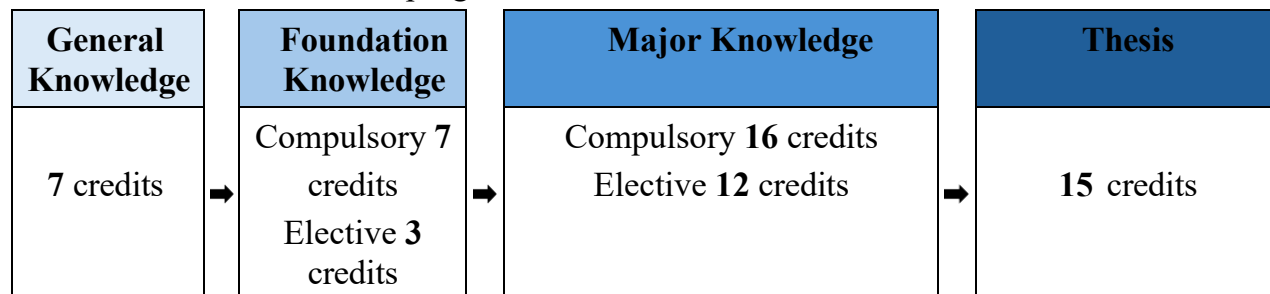 General
Knowledge
7 credits
➡
Foundation
Knowledge
Compulsory 7
credits
Elective 3
credits
➡
Major Knowledge
Compulsory 16 credits
Elective 12 credits
➡
Thesis
15 credits